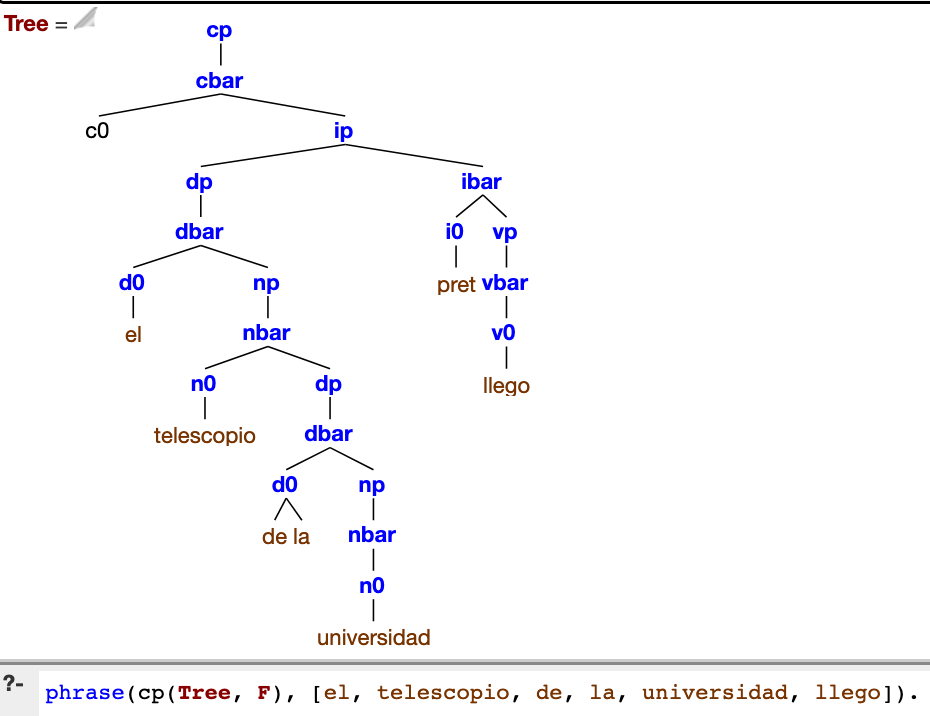 Tree =
cp
cbar
c0 ip
dp ibar
dbar i0 vp
d0 np pret vbar
el nbar v0
n0 dp llego
telescopio dbar
d0 np
de la nbar
n0
universidad
?- phrase(cp(Tree, F), [el, telescopio, de, la, universidad, llego]).